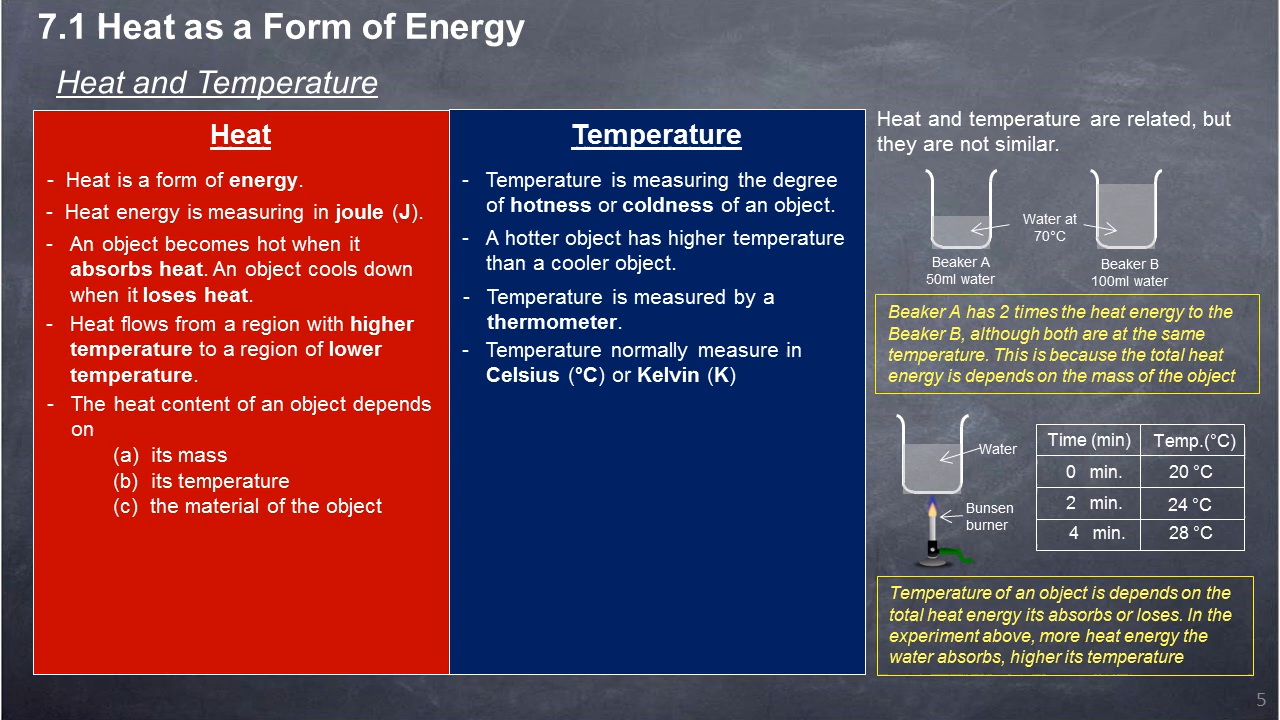 7.1 Heat as a Form of Energy
Heat and Temperature
Heat
- Heat is a form of energy.
- Heat energy is measuring in joule (J).
- An object becomes hot when it
absorbs heat. An object cools down
when it loses heat.
- Heat flows from a region with higher
temperature to a region of lower
temperature.
- The heat content of an object depends
on
(a) its mass
(b) its temperature
(c) the material of the object
Temperature
- Temperature is measuring the degree
of hotness or coldness of an object.
- A hotter object has higher temperature
than a cooler object.
- Temperature is measured by a
thermometer.
- Temperature normally measure in
Celsius (°C) or Kelvin (K)
Heat and temperature are related, but
they are not similar.
Water at
70°C
Beaker A
50ml water
Beaker B
100ml water
Beaker A has 2 times the heat energy to the
Beaker B, although both are at the same
temperature. This is because the total heat
energy is depends on the mass of the object
Water
Bunsen
burner
Time (min) Temp.(°C)
0 min. 20 °C
2 min. 24 °C
4 min. 28 °C
Temperature of an object is depends on the
total heat energy its absorbs or loses. In the
experiment above, more heat energy the
water absorbs, higher its temperature
5